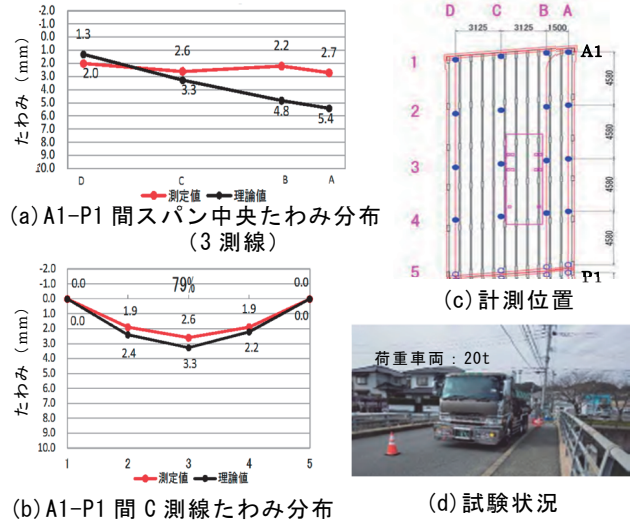 -2.0
-1.0
0.0
1.0
2.0
3.0
4.0
5.0
6.0
7.0
8.0
9.0
10.0
たわみ (mm)
1.3
2.6
2.2
2.7
2.0
3.3
4.8
5.4
D
C
B
A
測定値
理論値
(a)A1-P1間スパン中央たわみ分布
(3測線)
-2.0
-1.0
0.0
1.0
2.0
3.0
4.0
5.0
6.0
7.0
8.0
9.0
10.0
たわみ (mm)
0.0
79%
0.0
0.0
1.9
2.6
1.9
0.0
2.4
3.3
2.2
1
2
3
4
5
測定値
理論値
(b)A1-P1間C測線たわみ分布
D
C
B
A
3125
3125
1500
1
2
3
4
5
A1
4580
4580
4580
4580
P1
(c)計測位置
荷重車両:20t
(d)試験状況